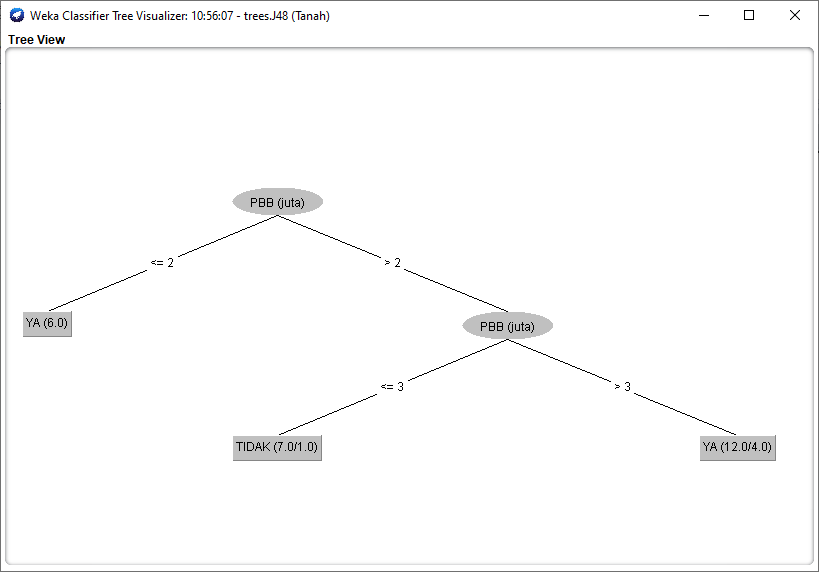 Weka Classifier Tree Visualizer: 10:56:07 - trees.J48 (Tanah)
Tree View
PBB (juta)
<= 2
> 2
YA (6.0)
PBB (juta)
<= 3
> 3
TIDAK (7.0/1.0)
YA (12.0/4.0)